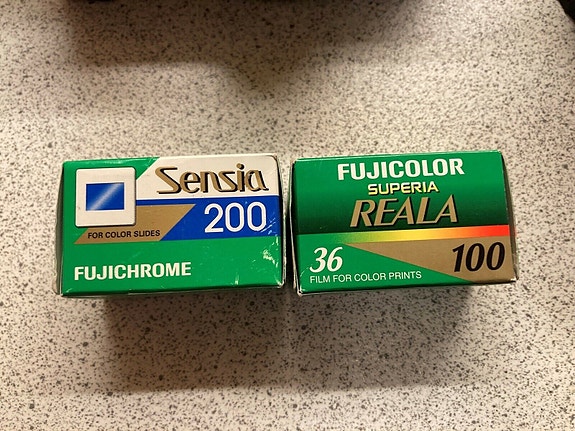 Sensia
200
FOR COLOR SLIDES
FUJICHROME
FUJICOLOR
SUPERIA
REALA
36
100
FILM FOR COLOR PRINTS